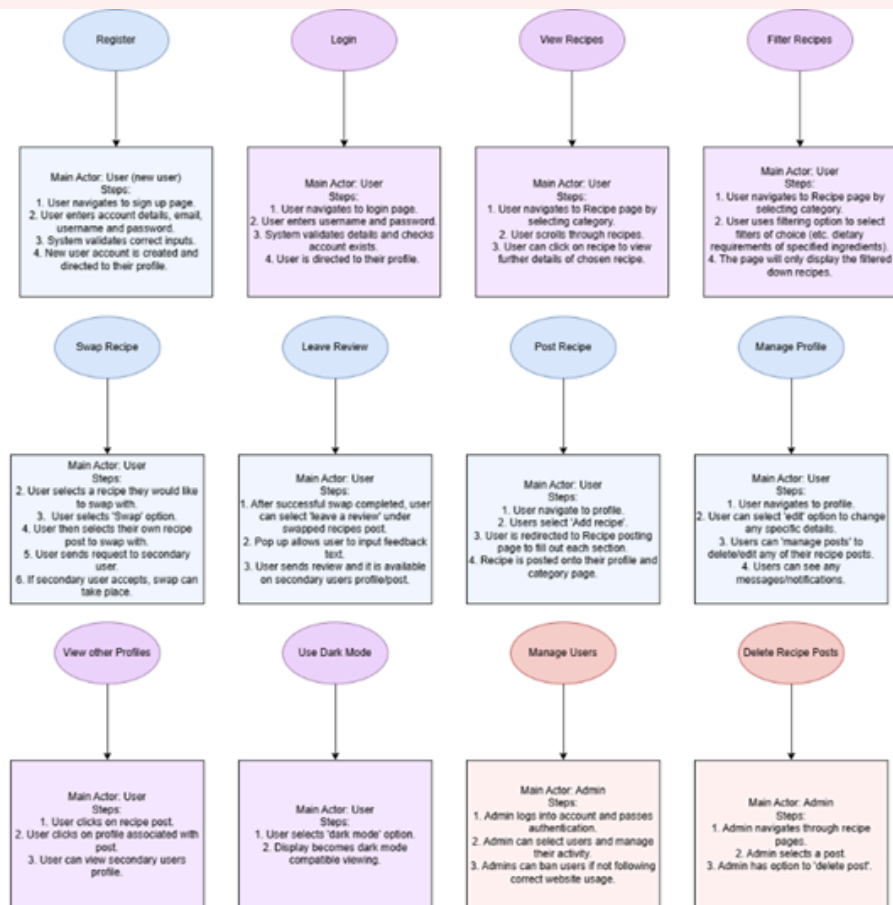 Register
Login
View Recipes
Filter Recipes
Main Actor: User (new user)
Steps:
1. User navigates to sign up page.
2. User enters account details, email,
username and password.
3. System validates correct inputs.
4. New user account is created and
directed to their profile.
Main Actor: User
Steps:
1. User navigates to login page.
2. User enters username and password.
3. System validates details and checks
account exists.
4. User is directed to their profile.
Main Actor: User
Steps:
1. User navigates to Recipe page by
selecting category.
2. User scrolls through recipes.
3. User can click on recipe to view
further details of chosen recipe.
Main Actor: User
Steps:
1. User navigates to Recipe page by
selecting category.
2. User uses filtering option to select
filters of choice (etc. dietary
requirements of specified ingredients).
4. The page will only display the filtered
down recipes.
Swap Recipe
Leave Review
Post Recipe
Manage Profile
Main Actor: User
Steps:
2. User selects a recipe they would like
to swap with.
3. User selects 'Swap' option.
4. User then selects their own recipe
post to swap with.
5. User sends request to secondary
user.
6. If secondary user accepts, swap can
take place.
Main Actor: User
Steps:
1. After successful swap completed, user
can select 'leave a review' under
swapped recipes post.
2. Pop up allows user to input feedback
text.
3. User sends review and it is available
on secondary users profile/post.
Main Actor: User
Steps:
1. User navigate to profile.
2. Users select 'Add recipe'.
3. User is redirected to Recipe posting
page to fill out each section.
4. Recipe is posted onto their profile and
category page.
Main Actor: User
Steps:
1. User navigates to profile.
2. User can select 'edit' option to change
any specific details.
3. Users can 'manage posts' to
delete/edit any of their recipe posts.
4. Users can see any
messages/notifications.
View other Profiles
Use Dark Mode
Manage Users
Delete Recipe Posts
Main Actor: User
Steps:
1. User clicks on recipe post.
2. User clicks on profile associated with
post.
3. User can view secondary users
profile.
Main Actor: User
Steps:
1. User selects 'dark mode' option.
2. Display becomes dark mode
compatible viewing.
Main Actor: Admin
Steps:
1. Admin logs into account and passes
authentication.
2. Admin can select users and manage
their activity.
3. Admins can ban users if not following
correct website usage.
Main Actor: Admin
Steps:
1. Admin navigates through recipe
pages.
2. Admin selects a post.
3. Admin has option to 'delete post'.